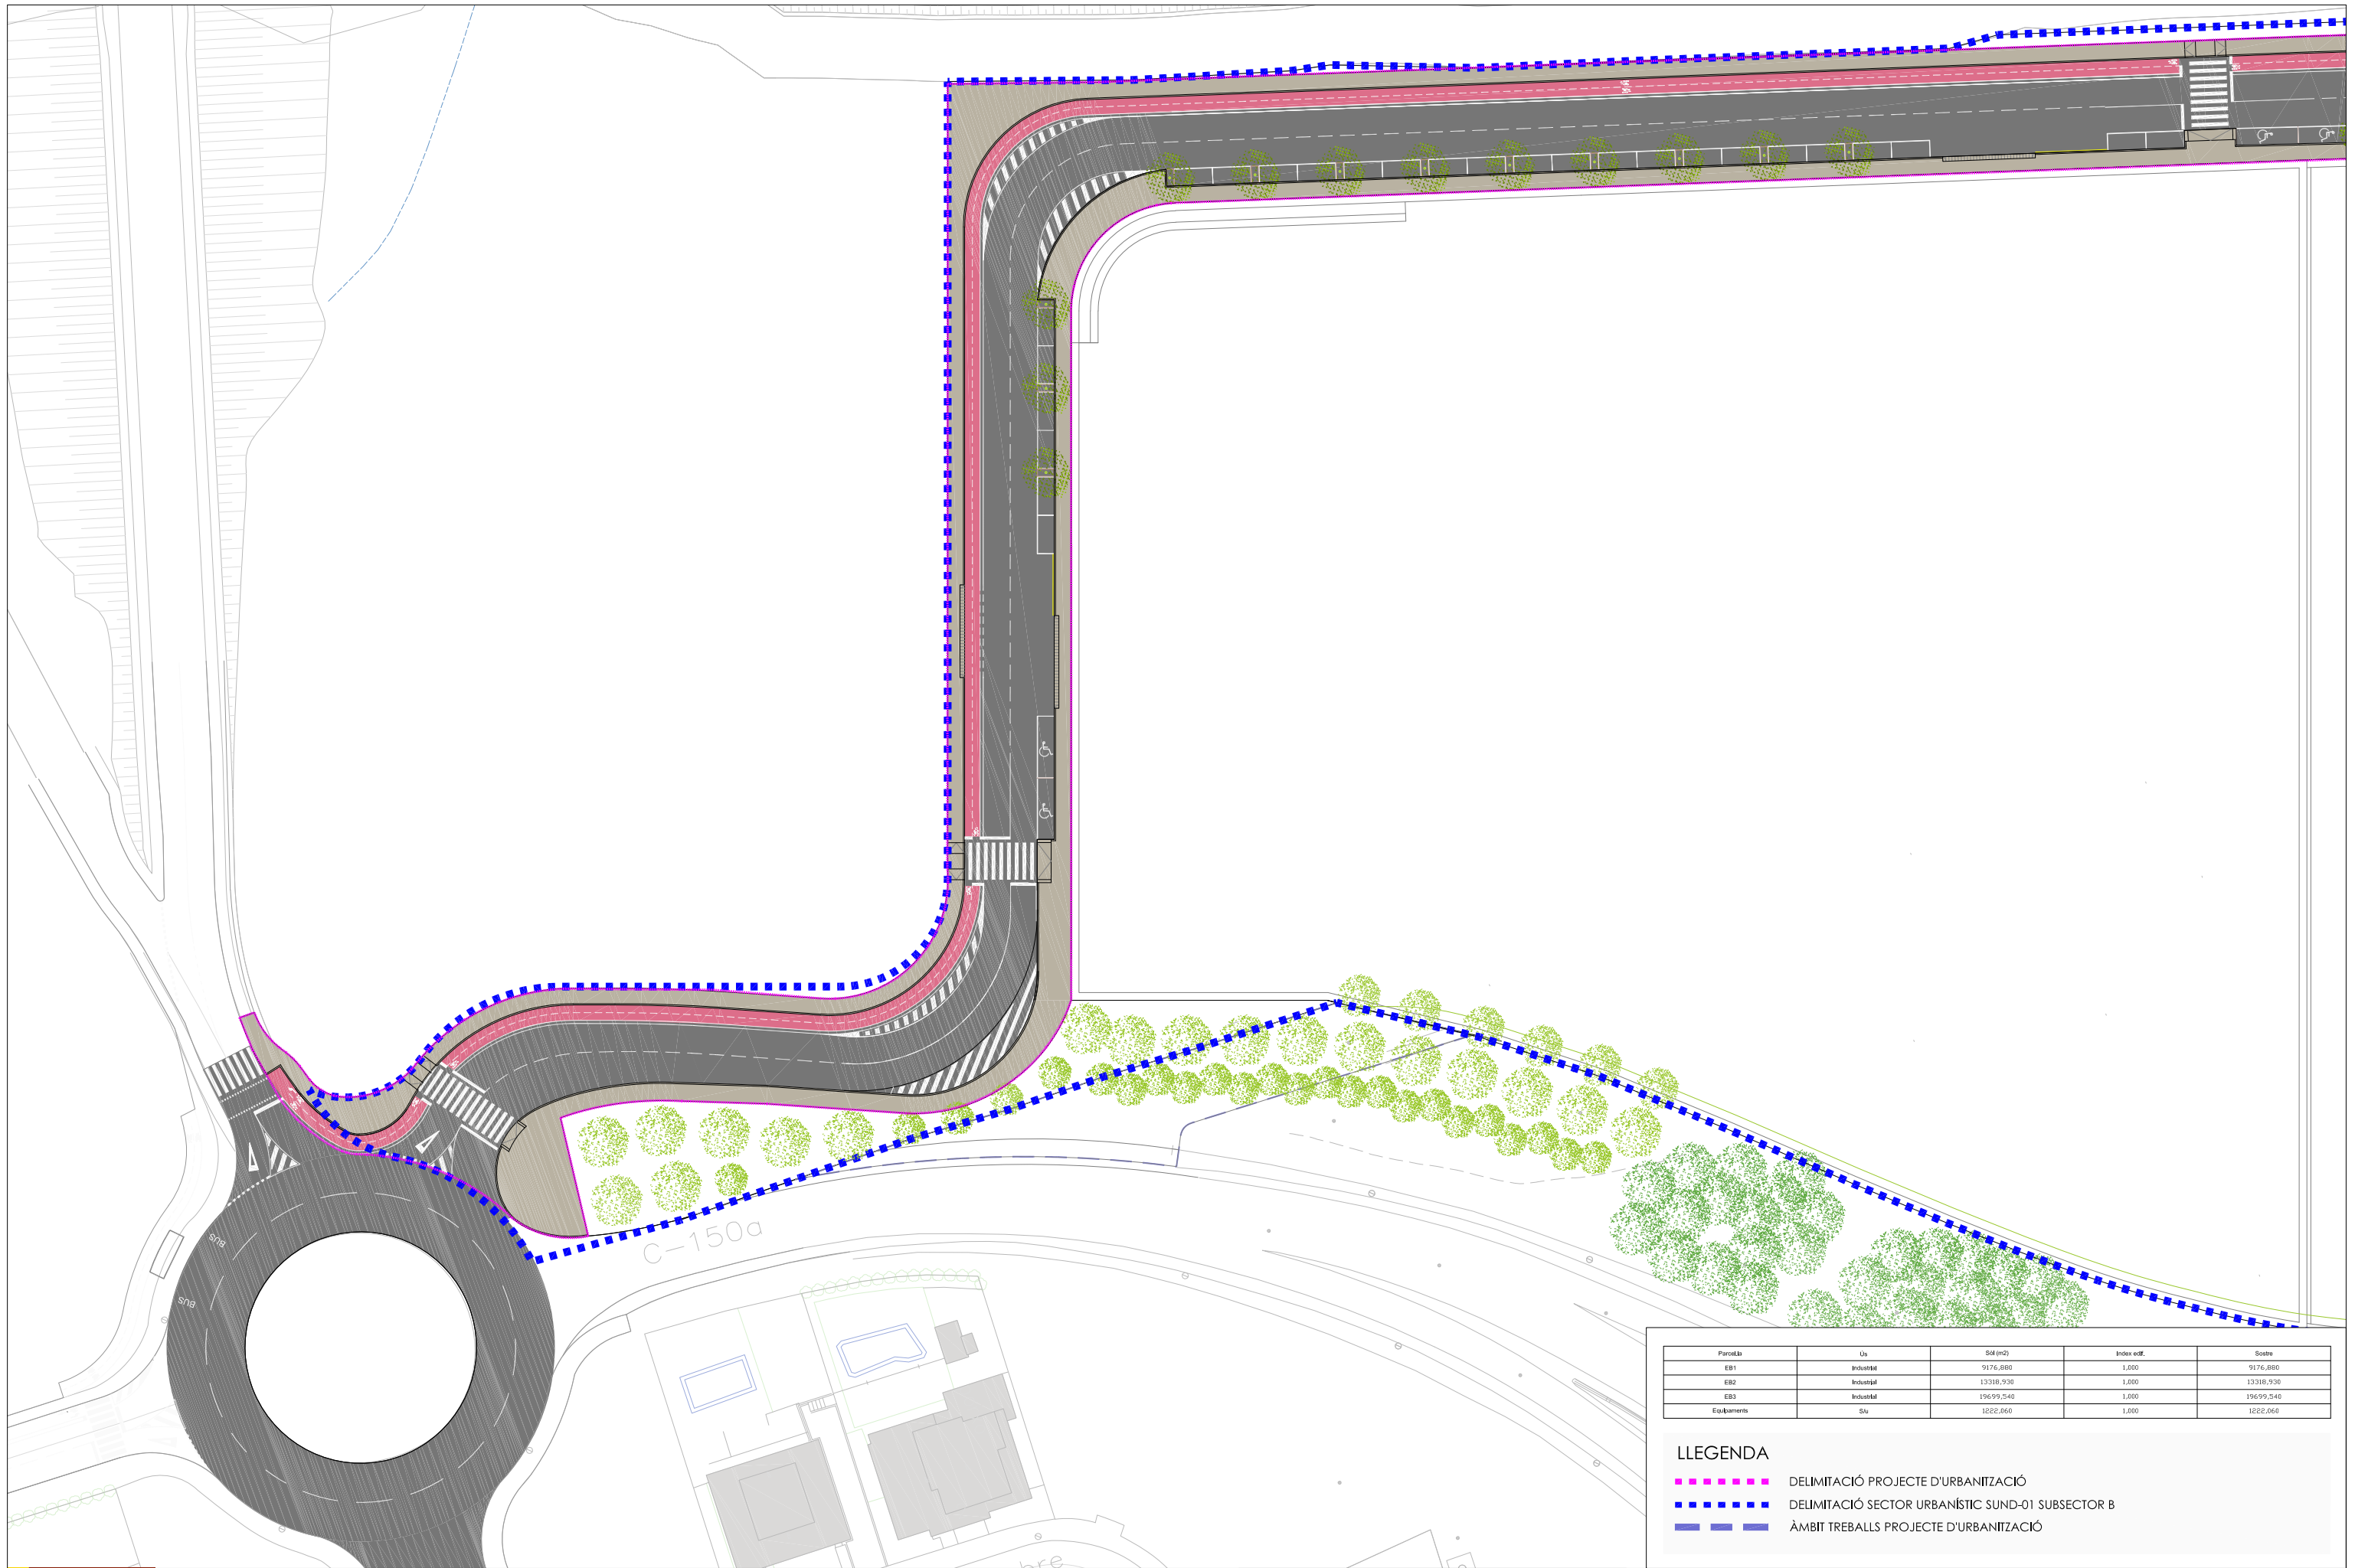 BUS
BUS
C-150a
bre
Parcel.la Ús Sòl (m2) Index edif. Sostre
EB1 Industrial 9176,880 1,000 9176,880
EB2 Industrial 13318,930 1,000 13318,930
EB3 Industrial 19699,540 1,000 19699,540
Equipaments S/u 1222,060 1,000 1222,060
LLEGENDA
DELIMITACIÓ PROJECTE D'URBANITZACIÓ
DELIMITACIÓ SECTOR URBANÍSTIC SUND-01 SUBSECTOR B
ÀMBIT TREBALLS PROJECTE D'URBANITZACIÓ